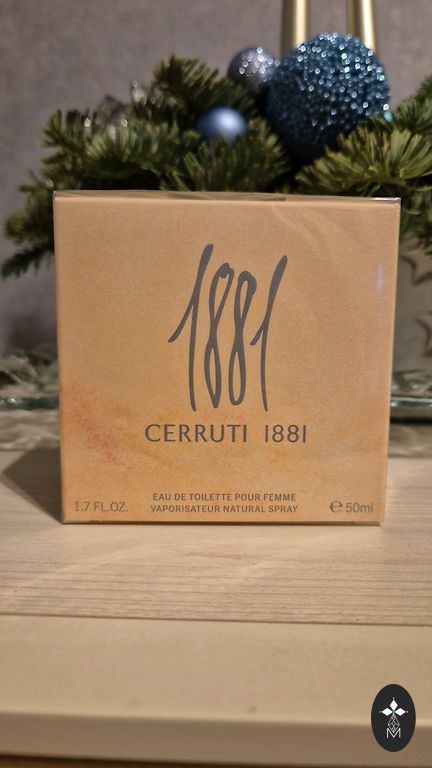 1881
CERRUTI 1881
1.7 FL.OZ.
EAU DE TOILETTE POUR FEMME
VAPORISATEUR NATURAL SPRAY
e 50ml
M